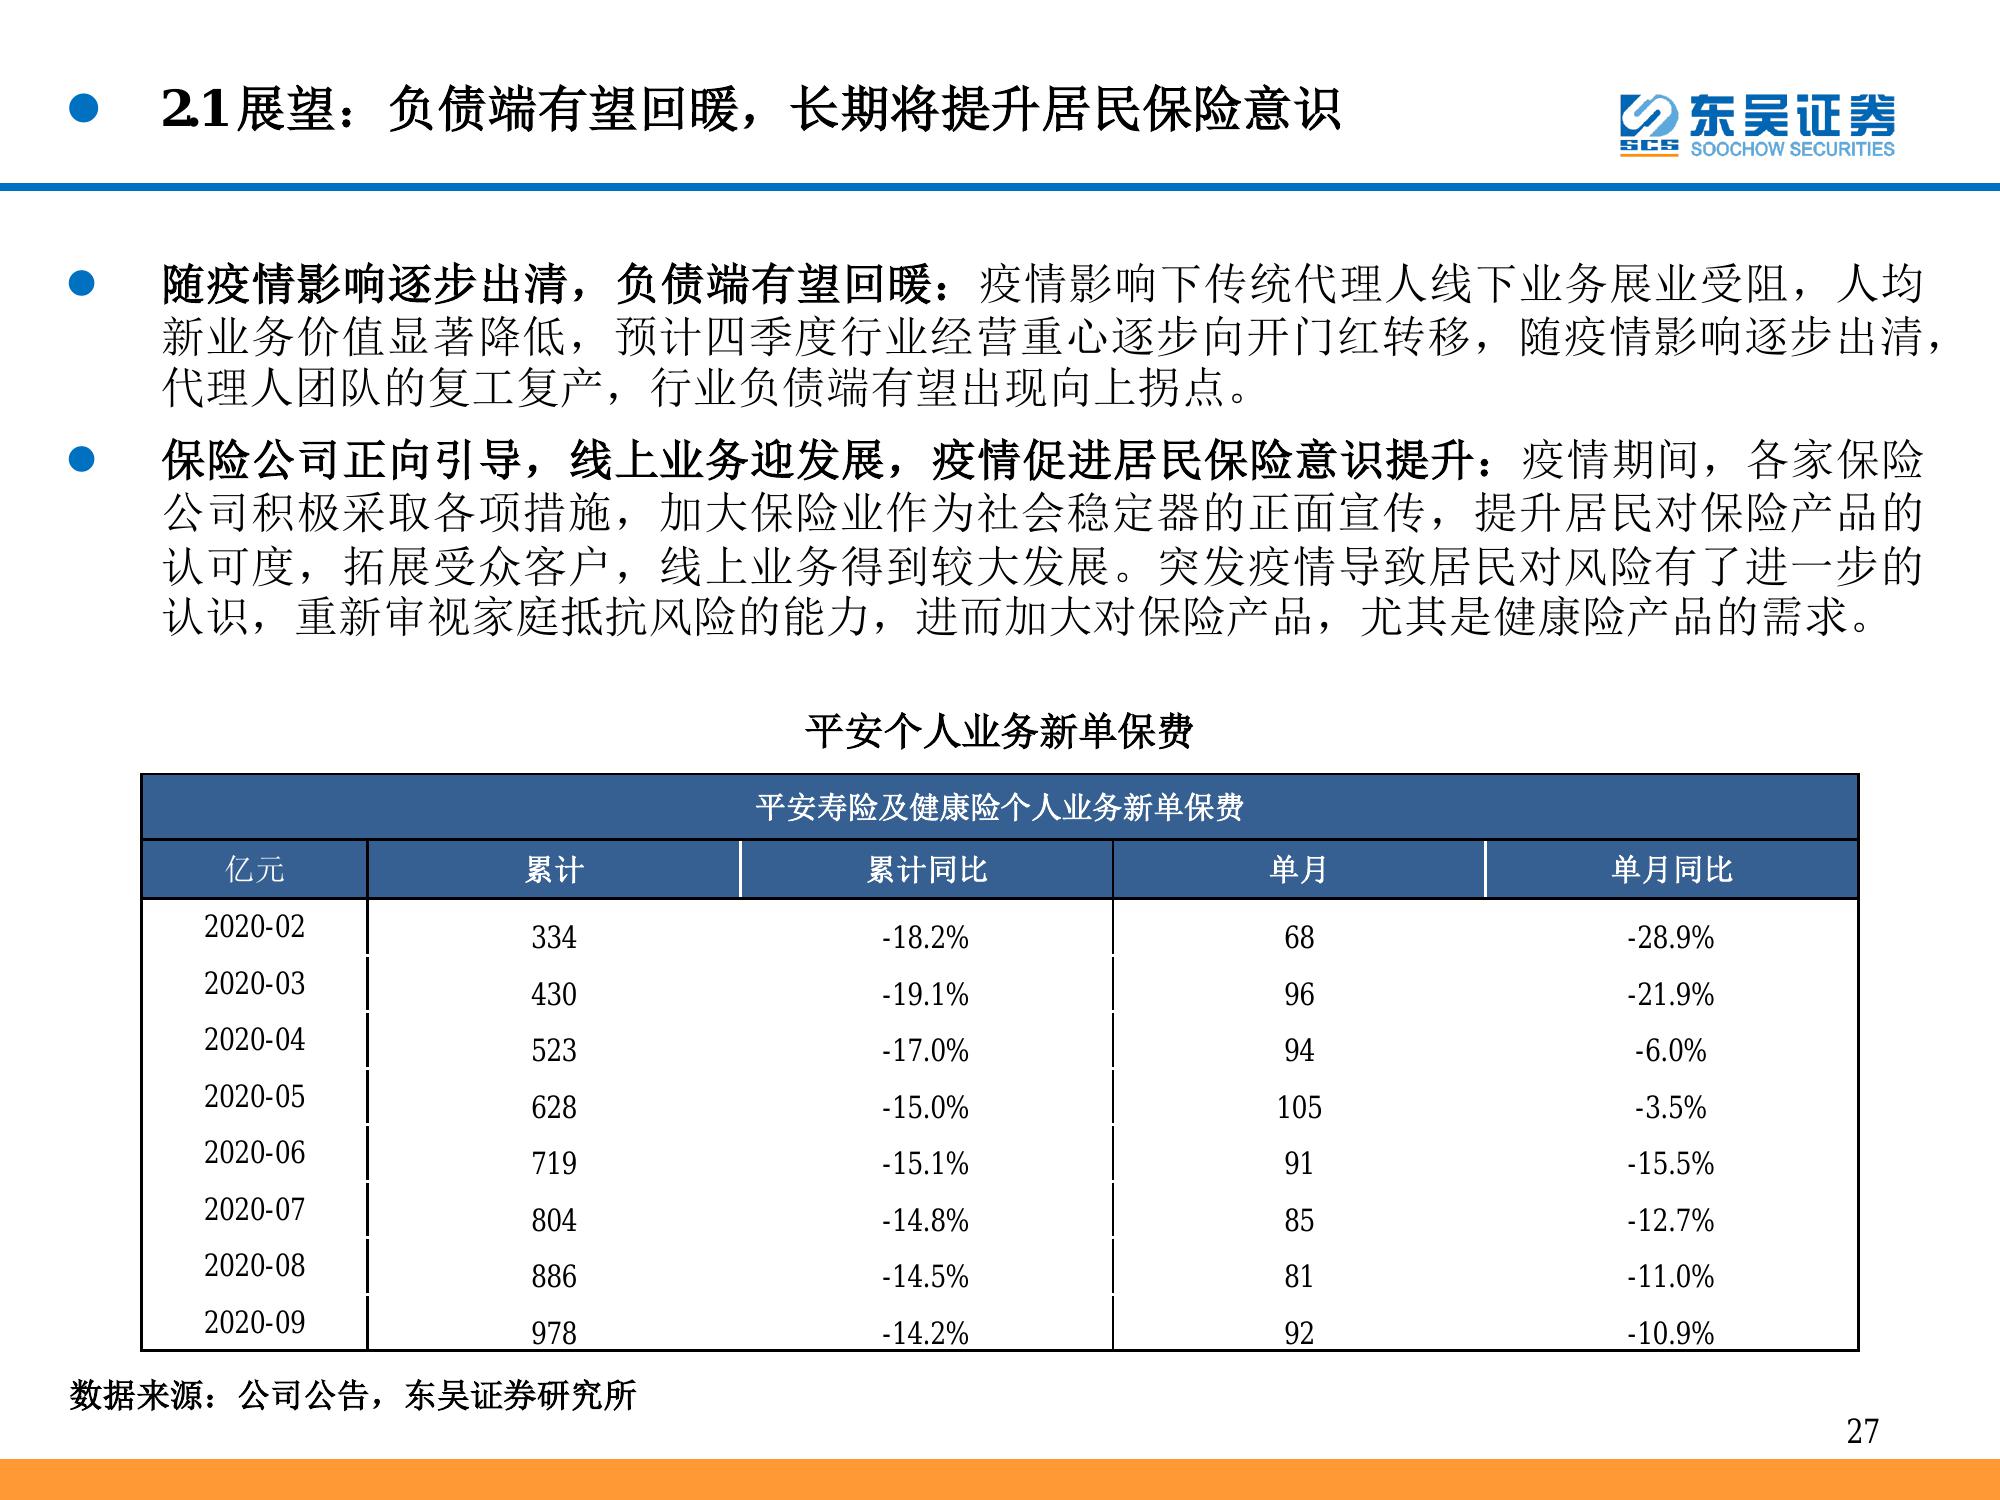 2.1展望：负债端有望回暖，长期将提升居民保险意识
东吴证券
SCS
SOOCHOW SECURITIES
随疫情影响逐步出清，负债端有望回暖：疫情影响下传统代理人线下业务展业受阻，人均
新业务价值显著降低，预计四季度行业经营重心逐步向开门红转移，随疫情影响逐步出清，
代理人团队的复工复产，行业负债端有望出现向上拐点。
保险公司正向引导，线上业务迎发展，疫情促进居民保险意识提升：疫情期间，各家保险
公司积极采取各项措施，加大保险业作为社会稳定器的正面宣传，提升居民对保险产品的
认可度，拓展受众客户，线上业务得到较大发展。突发疫情导致居民对风险有了进一步的
认识，重新审视家庭抵抗风险的能力，进而加大对保险产品，尤其是健康险产品的需求。
平安个人业务新单保费
平安寿险及健康险个人业务新单保费
亿元 累计 累计同比 单月 单月同比
2020-02 334 -18.2% 68 -28.9%
2020-03 430 -19.1% 96 -21.9%
2020-04 523 -17.0% 94 -6.0%
2020-05 628 -15.0% 105 -3.5%
2020-06 719 -15.1% 91 -15.5%
2020-07 804 -14.8% 85 -12.7%
2020-08 886 -14.5% 81 -11.0%
2020-09 978 -14.2% 92 -10.9%
数据来源：公司公告，东吴证券研究所
27